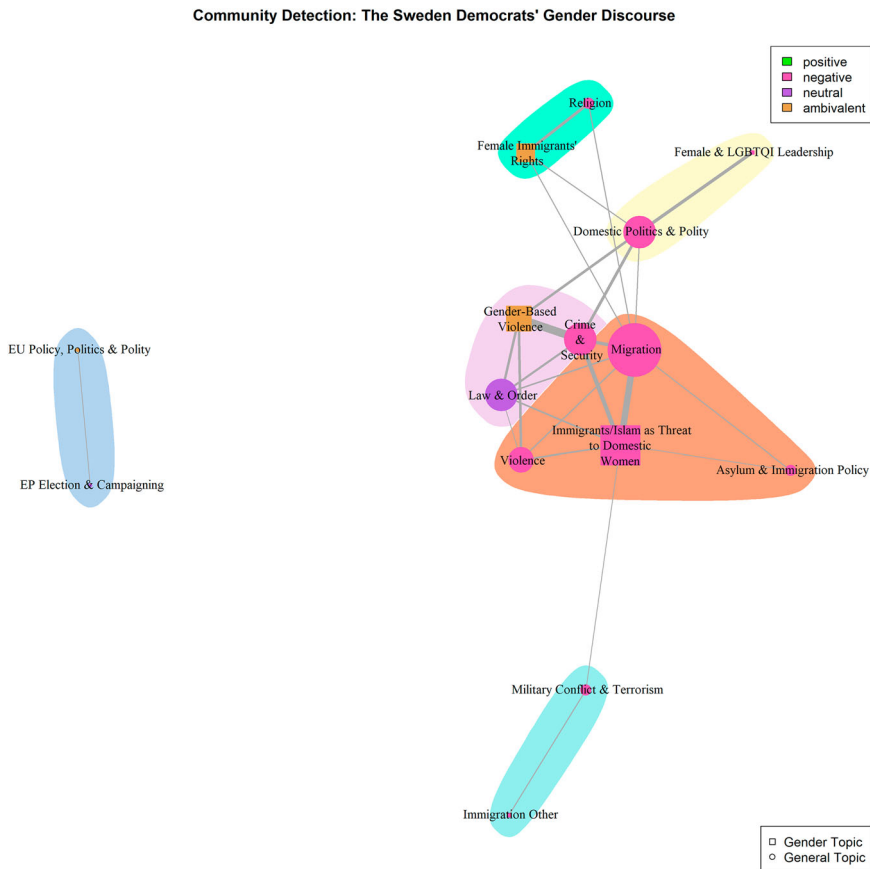 Community Detection: The Sweden Democrats' Gender Discourse
positive
negative
neutral
ambivalent
Religion
Female Immigrants'
Rights
Female & LGBTQI Leadership
Domestic Politics & Polity
Gender-Based
Violence
Crime
&
Security
Migration
EU Policy, Politics & Polity
Law & Order
Immigrants/Islam as Threat
to Domestic
Women
Violence
Asylum & Immigration Policy
EP Election & Campaigning
Military Conflict & Terrorism
Immigration Other
Gender Topic
General Topic